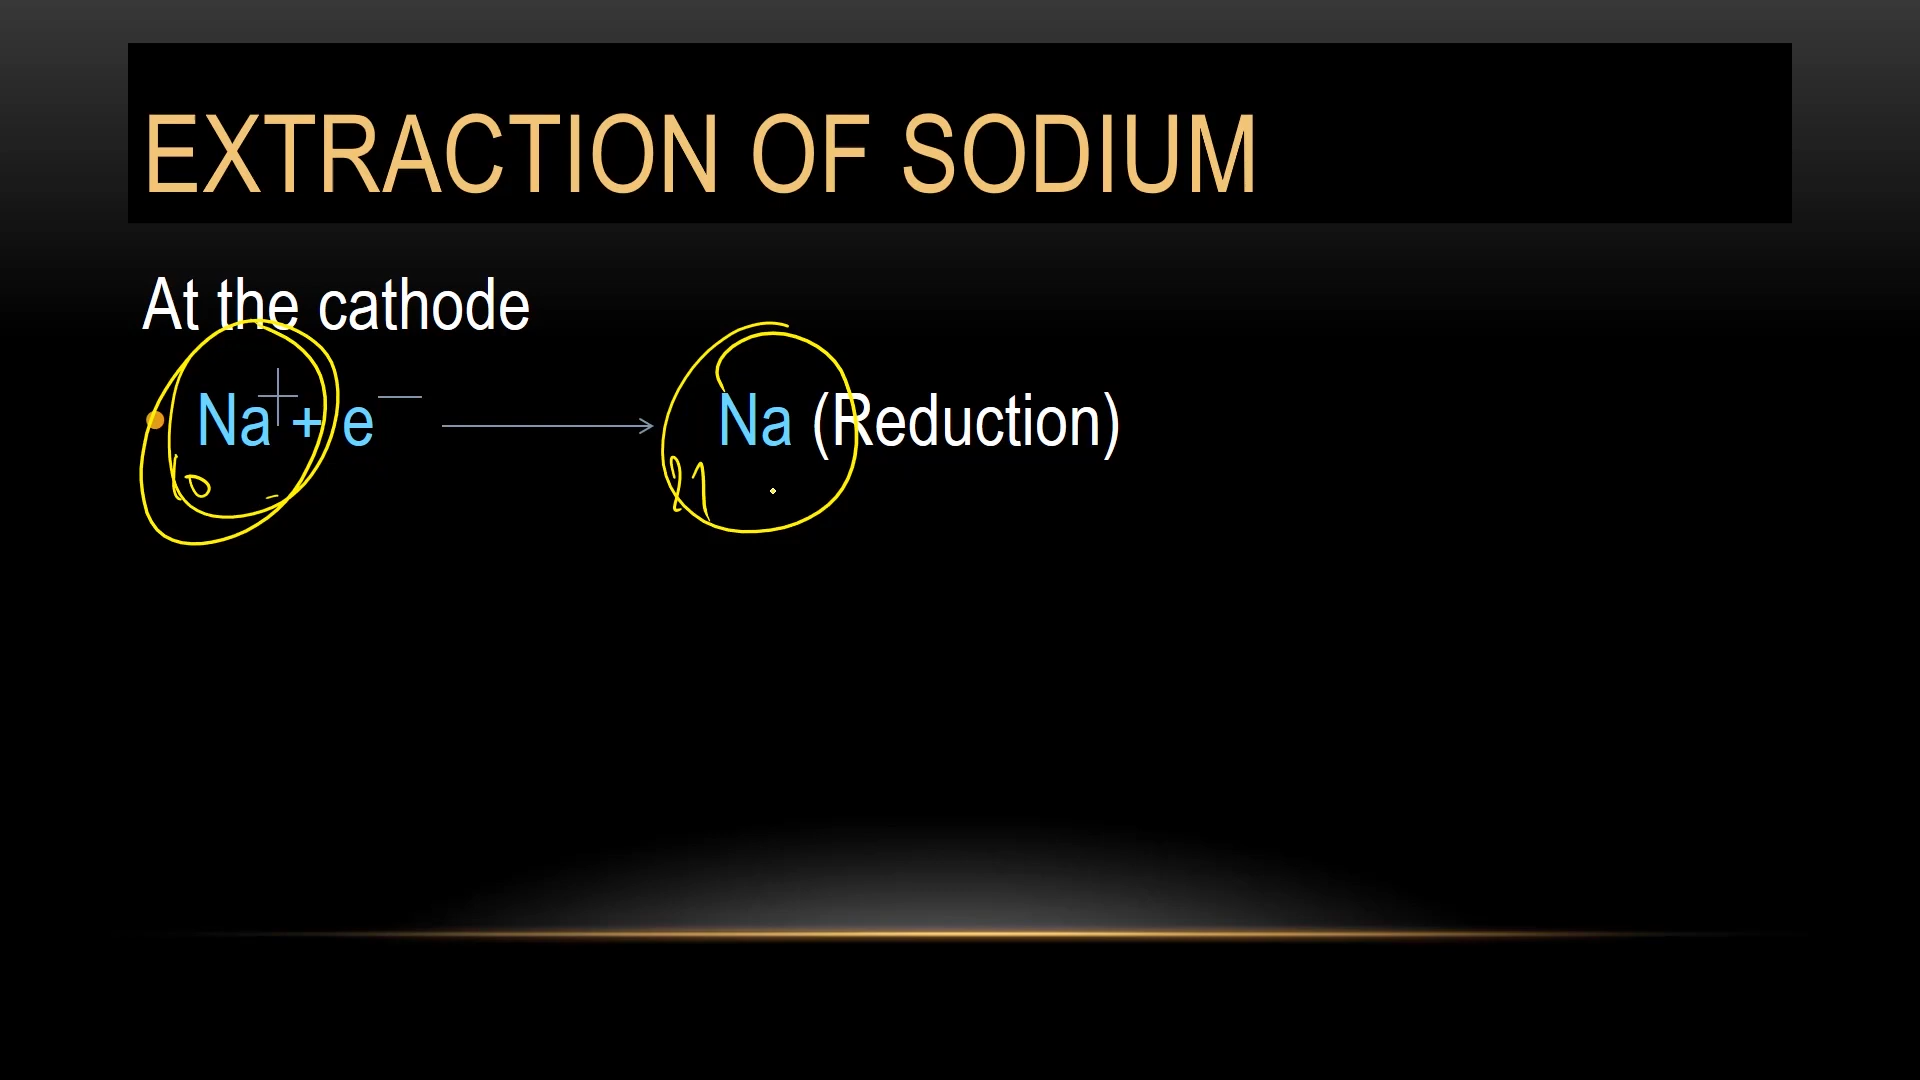 EXTRACTION OF SODIUM
At the cathode
Na⁺ + e⁻ → Na (Reduction)